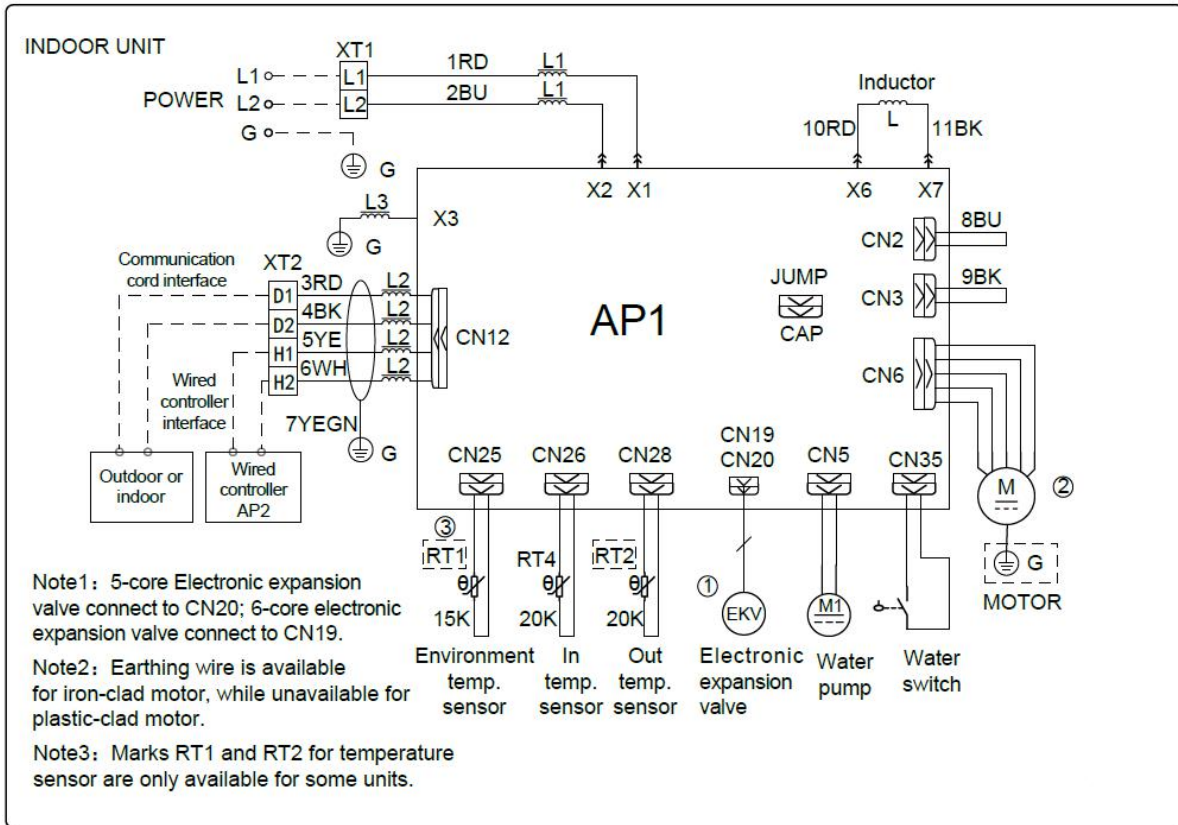 INDOOR UNIT
XT1
L1 L1 1RD L1
POWER L2 L2 2BU L1
G
G
Inductor
L
10RD 11BK
X2 X1 X6 X7
L3 X3
G
CN2 8BU
CN3 9BK
JUMP
CAP
AP1
CN6
Communication
cord interface
XT2
D1 3RD L2
D2 4BK L2
H1 5YE L2
H2 6WH L2
CN12
Wired
controller
interface
7YEGN
G
Outdoor or
indoor
Wired
controller
AP2
CN25 CN26 CN28 CN19
CN20
CN5 CN35
M ②
G
MOTOR
③
RT1 RT4 RT2
θ θ θ
15K 20K 20K
①
EKV
M1
Environment
temp.
sensor
In
temp.
sensor
Out
temp.
sensor
Electronic
expansion
valve
Water
pump
Water
switch
Note1: 5-core Electronic expansion
valve connect to CN20; 6-core electronic
expansion valve connect to CN19.
Note2: Earthing wire is available
for iron-clad motor, while unavailable for
plastic-clad motor.
Note3: Marks RT1 and RT2 for temperature
sensor are only available for some units.